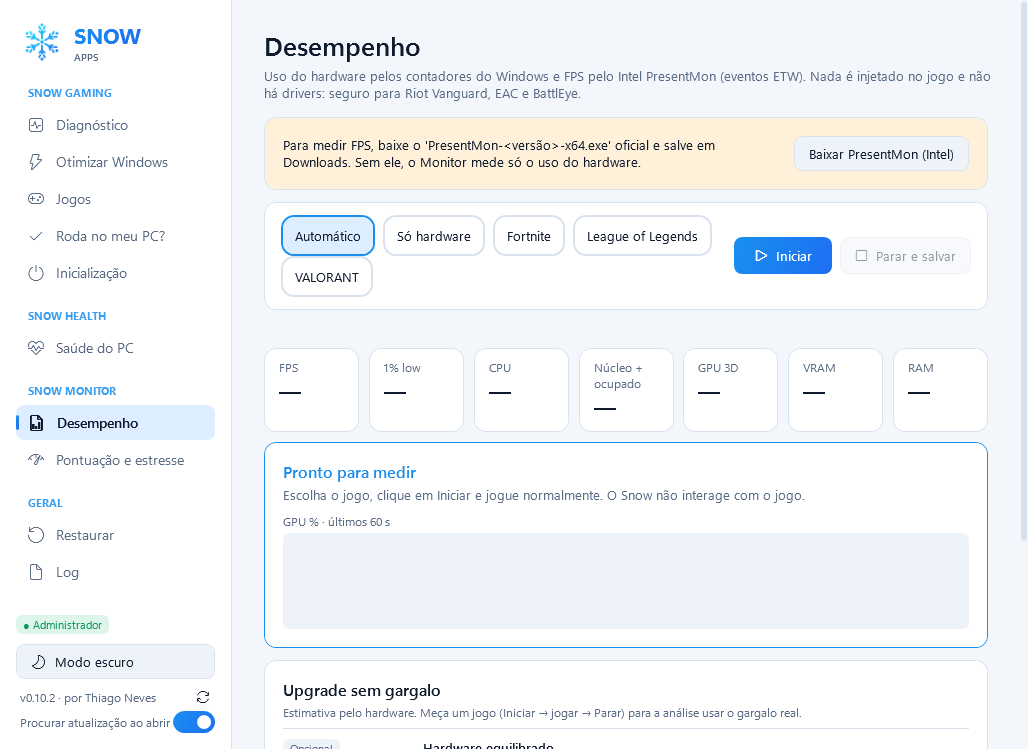 SNOW
APPS
SNOW GAMING
Diagnóstico
Otimizar Windows
Jogos
Roda no meu PC?
Inicialização
SNOW HEALTH
Saúde do PC
SNOW MONITOR
Desempenho
Pontuação e estresse
GERAL
Restaurar
Log
Administrador
Modo escuro
v0.10.2 · por Thiago Neves
Procurar atualização ao abrir
Desempenho
Uso do hardware pelos contadores do Windows e FPS pelo Intel PresentMon (eventos ETW). Nada é injetado no jogo e não
há drivers: seguro para Riot Vanguard, EAC e BattlEye.
Para medir FPS, baixe o 'PresentMon-<versão>-x64.exe' oficial e salve em
Downloads. Sem ele, o Monitor mede só o uso do hardware.
Baixar PresentMon (Intel)
Automático
Só hardware
Fortnite
League of Legends
VALORANT
Iniciar
Parar e salvar
FPS
—
1% low
—
CPU
—
Núcleo +
ocupado
—
GPU 3D
—
VRAM
—
RAM
—
Pronto para medir
Escolha o jogo, clique em Iniciar e jogue normalmente. O Snow não interage com o jogo.
GPU % · últimos 60 s
Upgrade sem gargalo
Estimativa pelo hardware. Meça um jogo (Iniciar → jogar → Parar) para a análise usar o gargalo real.
Opcional
Hardware equilibrado